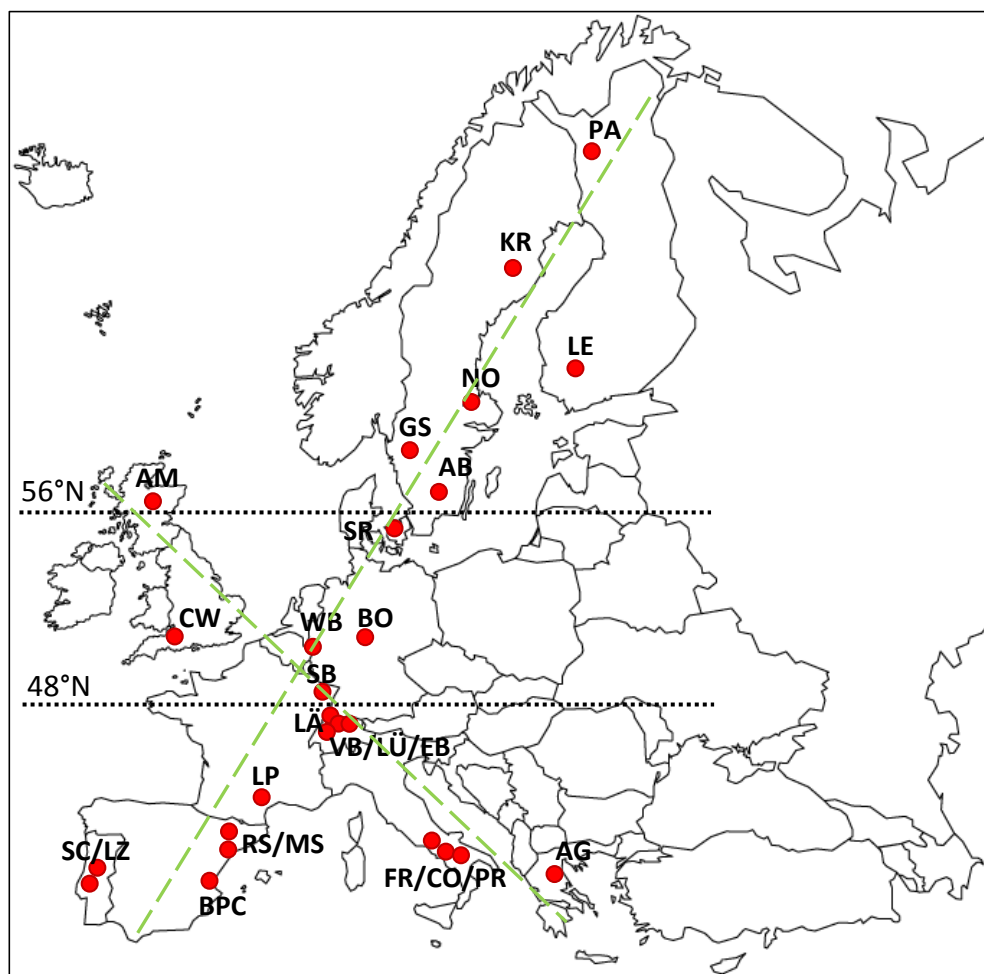 PA
KR
LE
NO
GS
AB
AM
56°N
SR
CW
WB
BO
SB
48°N
LÄ
VB/LÜ/EB
LP
RS/MS
SC/LZ
AG
FR/CO/PR
BPC